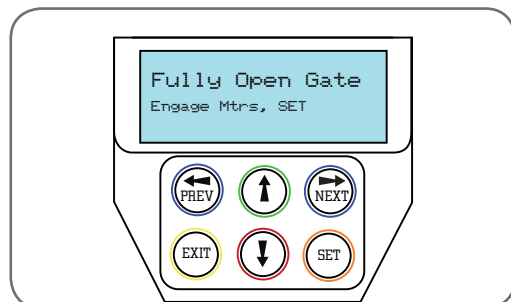 Fully Open Gate
Engage Mtrs, SET
PREV
NEXT
EXIT
SET